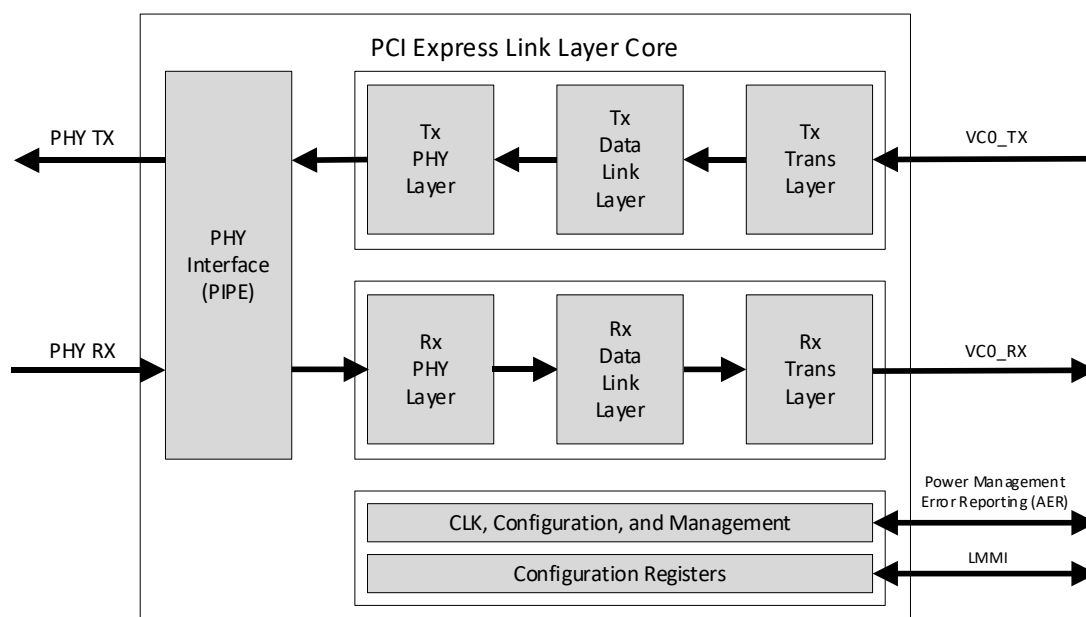 PCI Express Link Layer Core
PHY TX
PHY
Interface
(PIPE)
Tx
PHY
Layer
Tx
Data
Link
Layer
Tx
Trans
Layer
VC0_TX
PHY RX
Rx
PHY
Layer
Rx
Data
Link
Layer
Rx
Trans
Layer
VC0_RX
CLK, Configuration, and Management
Power Management
Error Reporting (AER)
Configuration Registers
LMMI